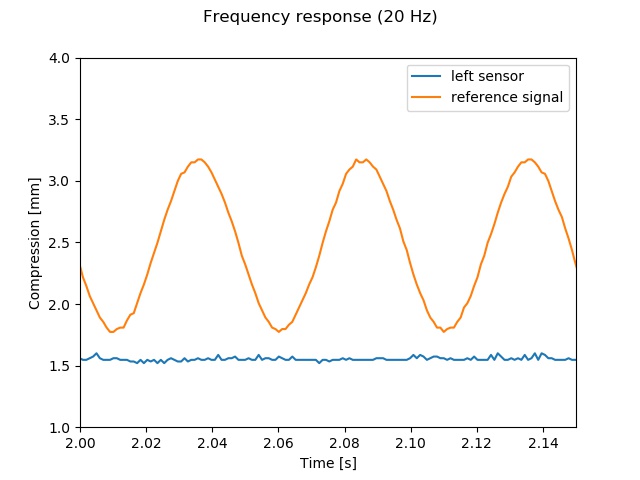 Frequency response (20 Hz)
4.0
3.5
3.0
2.5
2.0
1.5
1.0
Compression [mm]
left sensor
reference signal
2.00 2.02 2.04 2.06 2.08 2.10 2.12 2.14
Time [s]